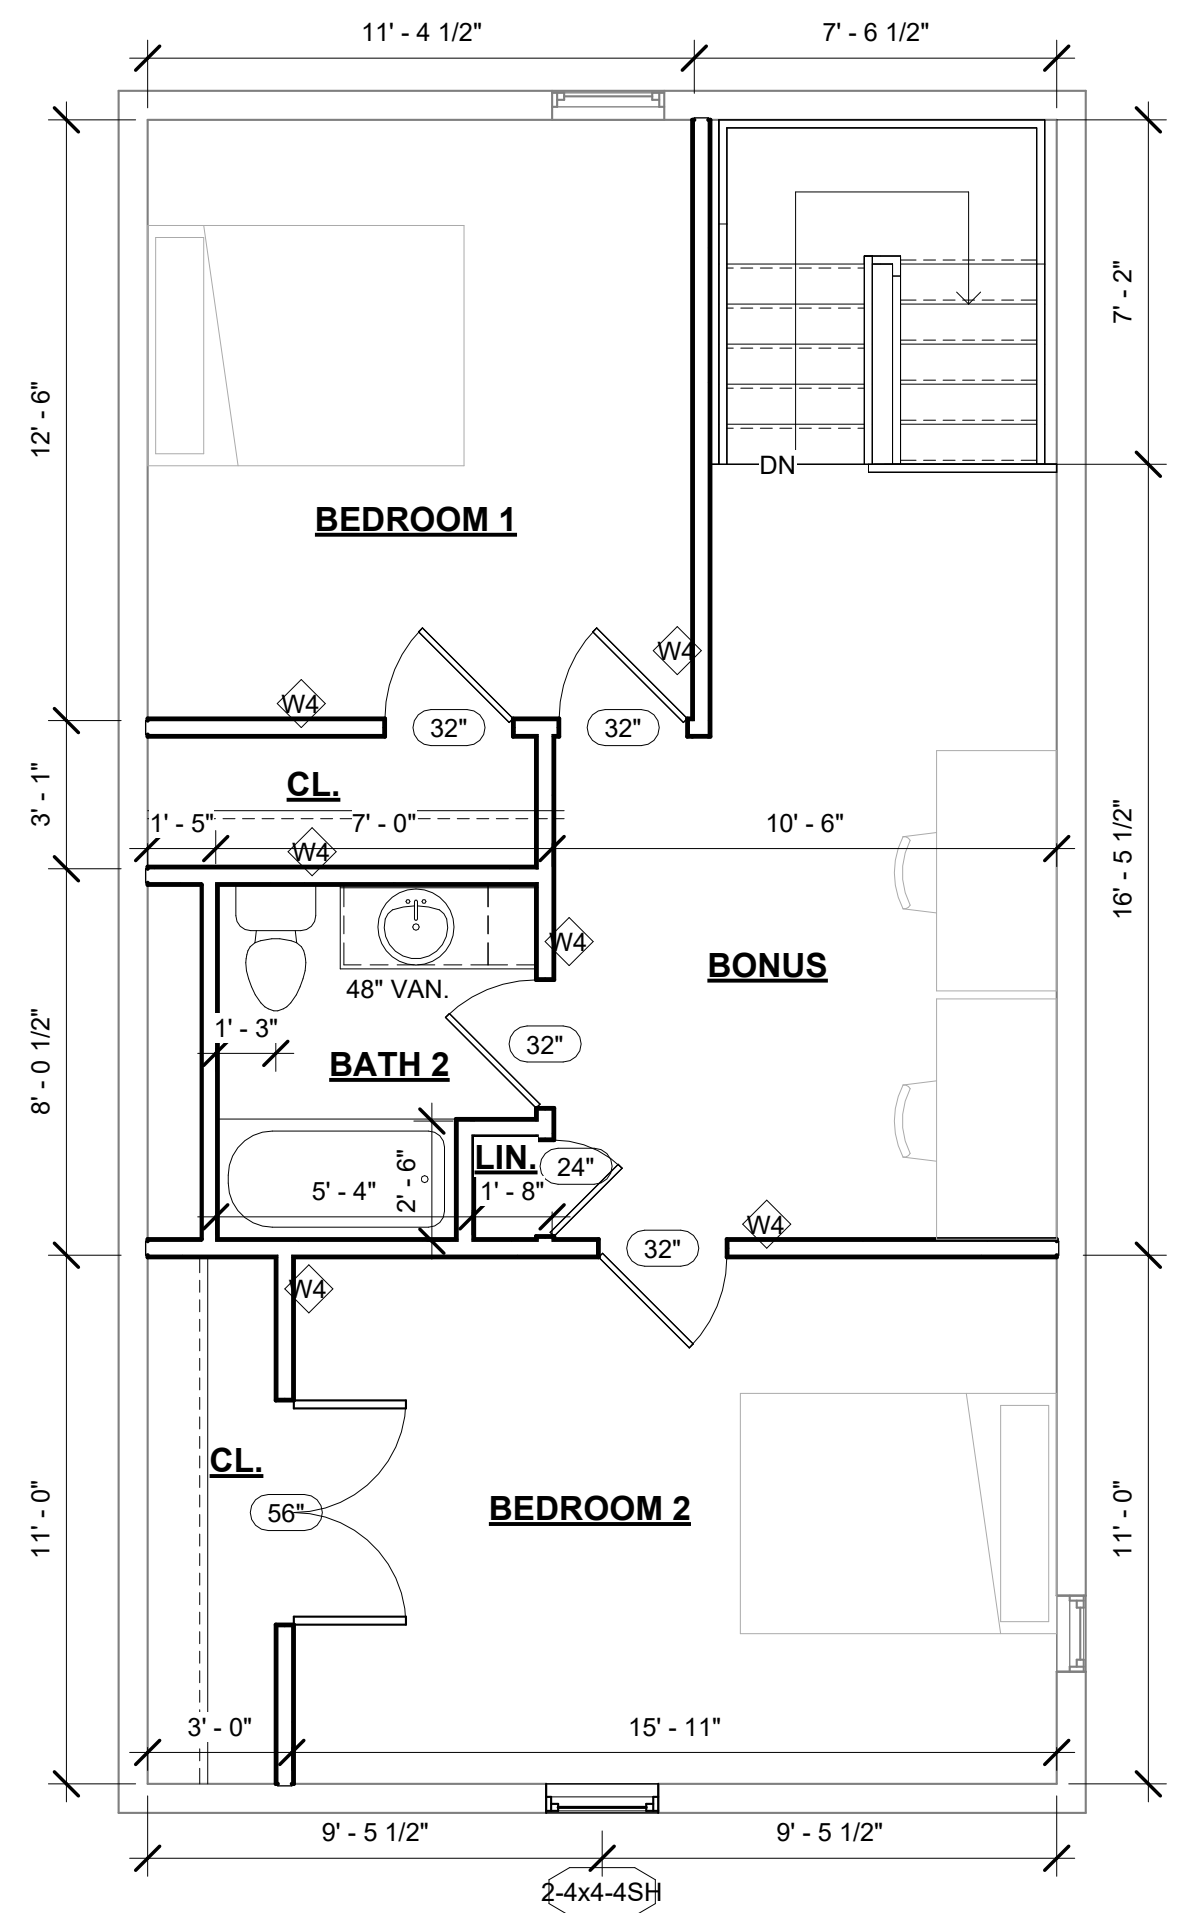 11' - 4 1/2"
7' - 6 1/2"
7' - 2"
12' - 6"
DN
BEDROOM 1
W4
W4
32"
32"
CL.
3' - 1"
1' - 5"
7' - 0"
10' - 6"
W4
16' - 5 1/2"
W4
BONUS
48" VAN.
1' - 3"
32"
8' - 0 1/2"
BATH 2
LIN.
24"
5' - 4"
2' - 6"
1' - 8"
W4
32"
W4
CL.
56"
BEDROOM 2
11' - 0"
11' - 0"
3' - 0"
15' - 11"
9' - 5 1/2"
9' - 5 1/2"
2-4x4-4SH